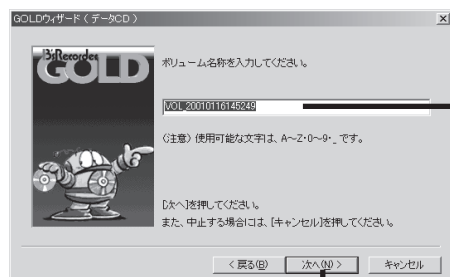 GOLDウィザード(データCD)
B'sRecorder
GOLD
ボリューム名称を入力してください。
VOL_20010116145249
(注意) 使用可能な文字は、A～Z・0～9・_ です。
[次へ]を押してください。
また、中止する場合には、[キャンセル]を押してください。
< 戻る(B)
次へ(N) >
キャンセル